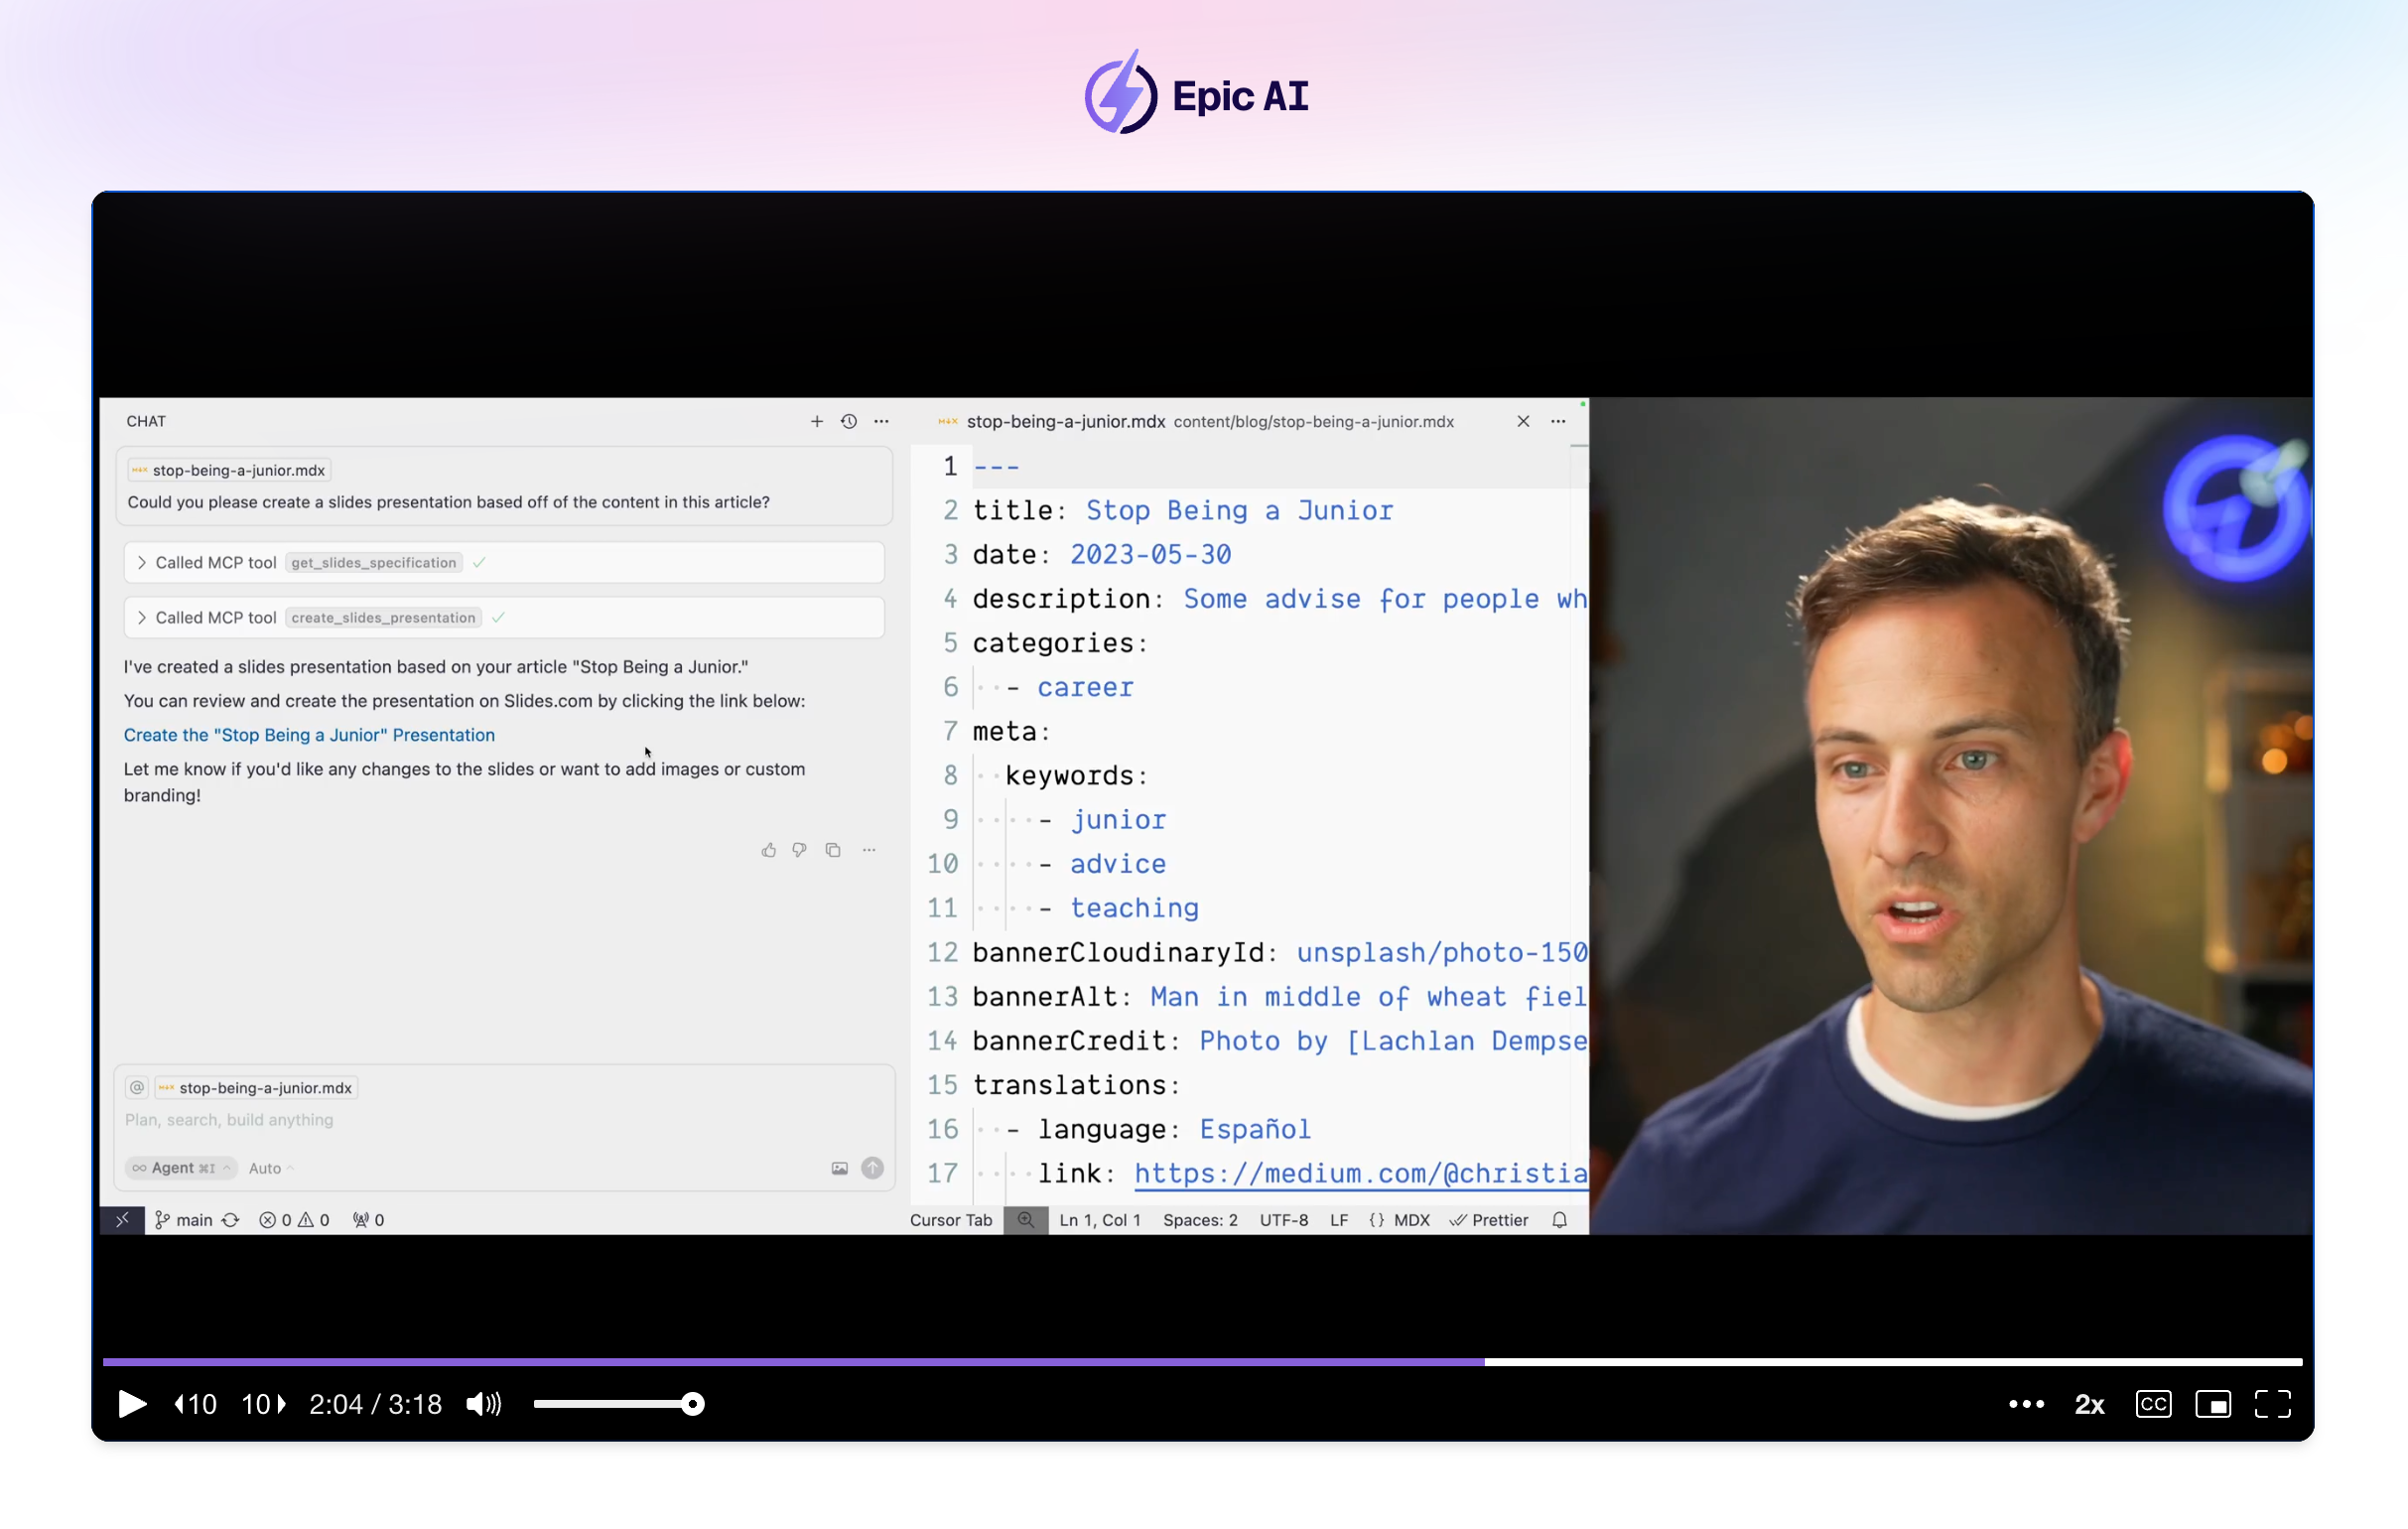 Epic AI
CHAT
stop-being-a-junior.mdx
Could you please create a slides presentation based off of the content in this article?
Called MCP tool get_slides_specification
Called MCP tool create_slides_presentation
I've created a slides presentation based on your article "Stop Being a Junior."
You can review and create the presentation on Slides.com by clicking the link below:
Create the "Stop Being a Junior" Presentation
Let me know if you'd like any changes to the slides or want to add images or custom
branding!
@ stop-being-a-junior.mdx
Plan, search, build anything
∞ Agent ⌘I Auto
stop-being-a-junior.mdx content/blog/stop-being-a-junior.mdx
1 ---
2 title: Stop Being a Junior
3 date: 2023-05-30
4 description: Some advise for people wh
5 categories:
6 - career
7 meta:
8 keywords:
9 - junior
10 - advice
11 - teaching
12 bannerCloudinaryId: unsplash/photo-150
13 bannerAlt: Man in middle of wheat fiel
14 bannerCredit: Photo by [Lachlan Dempse
15 translations:
16 - language: Español
17 link: https://medium.com/@christia
main 0 0 0 Cursor Tab Ln 1, Col 1 Spaces: 2 UTF-8 LF {} MDX Prettier
10 10 2:04 / 3:18 2x CC